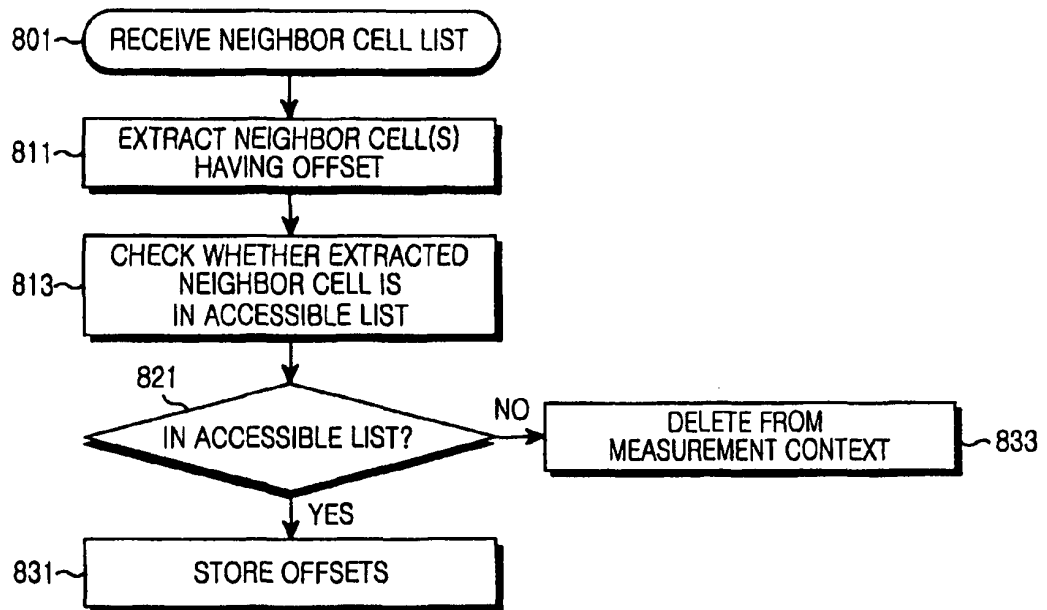 801
RECEIVE NEIGHBOR CELL LIST
811
EXTRACT NEIGHBOR CELL(S)
HAVING OFFSET
813
CHECK WHETHER EXTRACTED
NEIGHBOR CELL IS
IN ACCESSIBLE LIST
821
IN ACCESSIBLE LIST?
NO
DELETE FROM
MEASUREMENT CONTEXT
833
YES
831
STORE OFFSETS